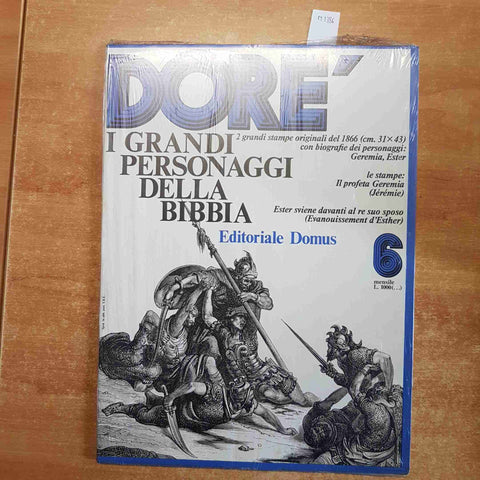 DORE´
2 grandi stampe originali del 1866 (cm. 31×43)
con biografie dei personaggi:
Geremia, Ester
I GRANDI
PERSONAGGI
DELLA
BIBBIA
le stampe:
Il profeta Geremia
(Jérémie)
Ester sviene davanti al re suo sposo
(Evanouissement d'Esther)
Editoriale Domus
6
mensile
L. 1000 (...)